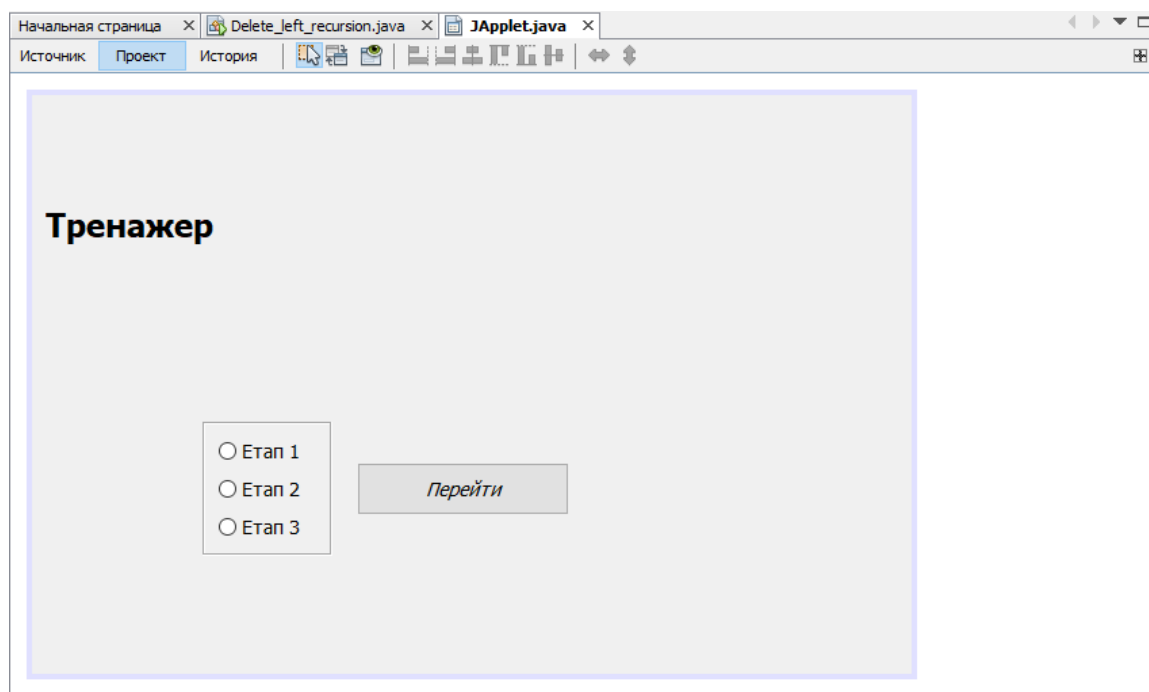 Начальная страница Delete_left_recursion.java JApplet.java
Источник Проект История
Тренажер
Етап 1
Етап 2
Перейти
Етап 3